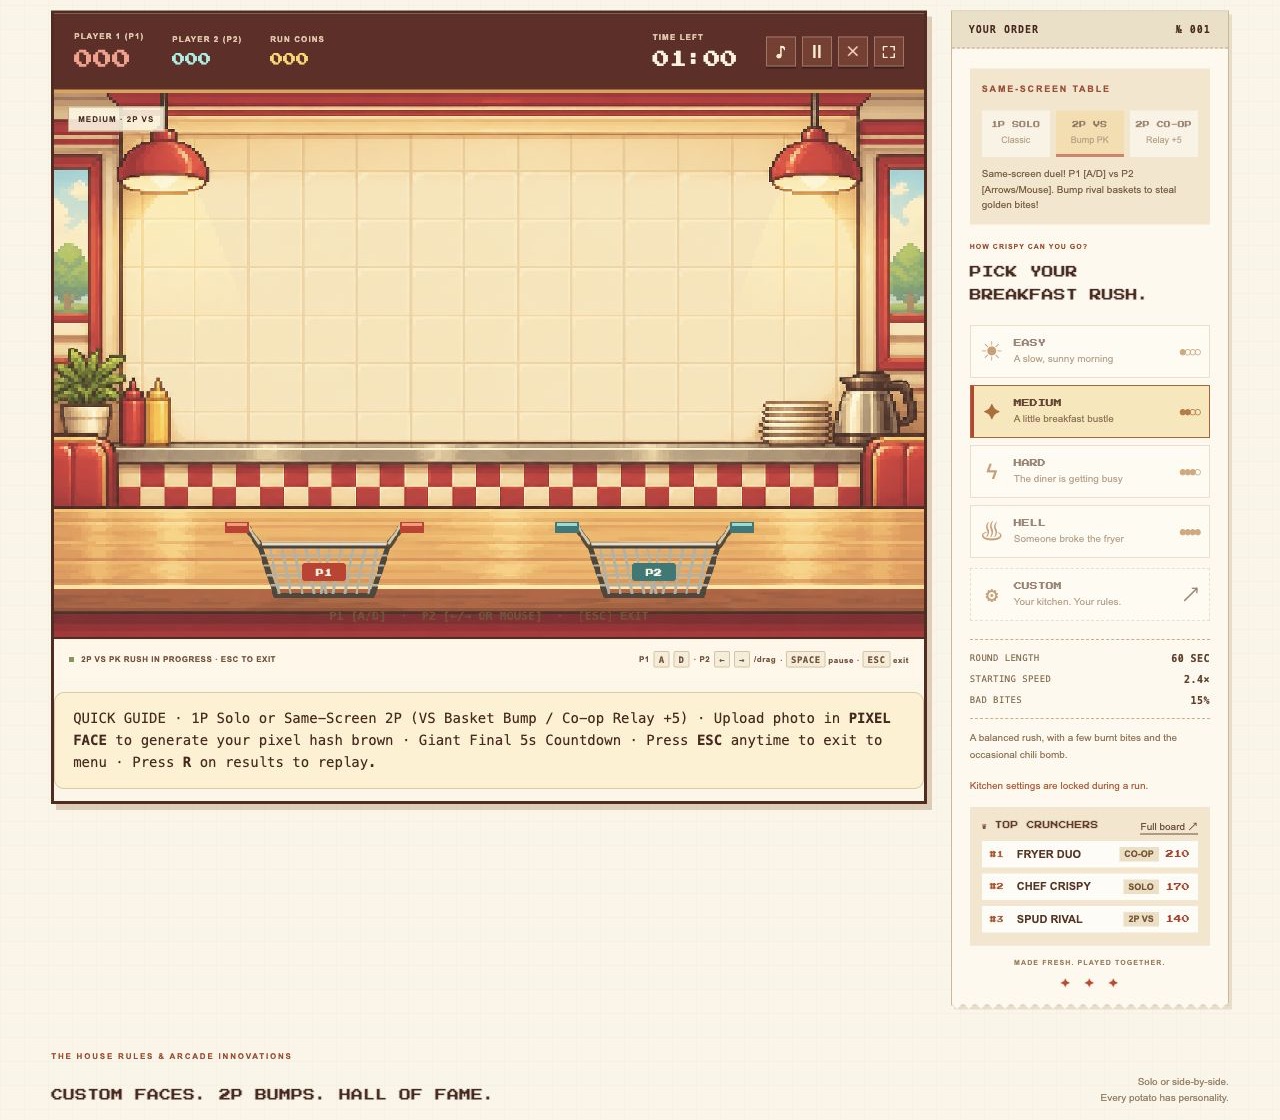 PLAYER 1 (P1)
000
PLAYER 2 (P2)
000
RUN COINS
000
TIME LEFT
01:00
MEDIUM · 2P VS
P1
P2
P1 [A/D] · P2 [←/→ OR MOUSE] · [ESC] EXIT
2P VS PK RUSH IN PROGRESS · ESC TO EXIT
P1 A D · P2 ← → /drag · SPACE pause · ESC exit
QUICK GUIDE · 1P Solo or Same-Screen 2P (VS Basket Bump / Co-op Relay +5) · Upload photo in PIXEL
FACE to generate your pixel hash brown · Giant Final 5s Countdown · Press ESC anytime to exit to
menu · Press R on results to replay.
YOUR ORDER
№ 001
SAME-SCREEN TABLE
1P SOLO
Classic
2P VS
Bump PK
2P CO-OP
Relay +5
Same-screen duel! P1 [A/D] vs P2
[Arrows/Mouse]. Bump rival baskets to steal
golden bites!
HOW CRISPY CAN YOU GO?
PICK YOUR
BREAKFAST RUSH.
EASY
A slow, sunny morning
MEDIUM
A little breakfast bustle
HARD
The diner is getting busy
HELL
Someone broke the fryer
CUSTOM
Your kitchen. Your rules.
ROUND LENGTH 60 SEC
STARTING SPEED 2.4×
BAD BITES 15%
A balanced rush, with a few burnt bites and the
occasional chili bomb.
Kitchen settings are locked during a run.
♛ TOP CRUNCHERS
Full board ↗
#1 FRYER DUO CO-OP 210
#2 CHEF CRISPY SOLO 170
#3 SPUD RIVAL 2P VS 140
MADE FRESH. PLAYED TOGETHER.
THE HOUSE RULES & ARCADE INNOVATIONS
CUSTOM FACES. 2P BUMPS. HALL OF FAME.
Solo or side-by-side.
Every potato has personality.